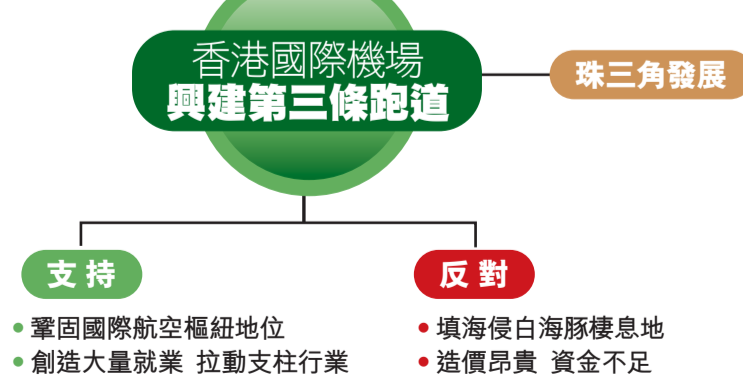 香港國際機場
興建第三條跑道
珠三角發展
支持
反對
鞏固國際航空樞紐地位
創造大量就業 拉動支柱行業
填海侵白海豚棲息地
造價昂貴 資金不足